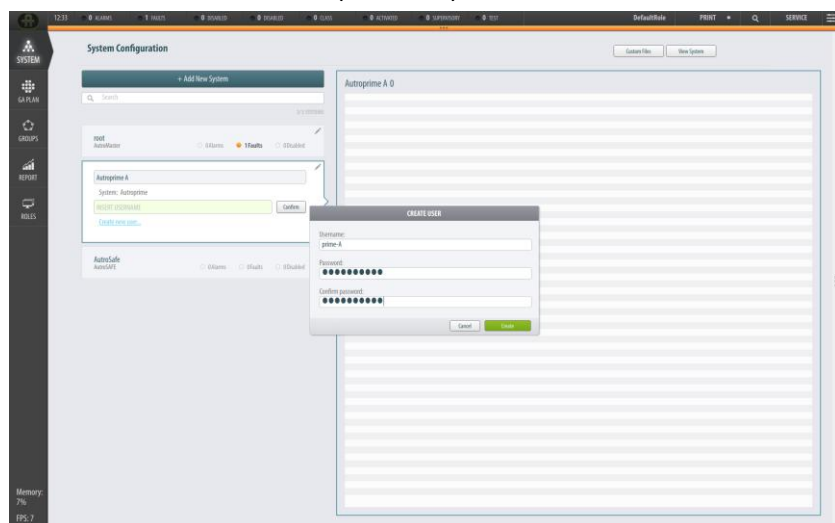 12:33 0 ALARMS 1 FAULTS 0 DISABLED 0 DISABLED 0 CLASS 0 ACTIVATED 0 SUPERVISORY 0 TEST DefaultRole PRINT SERVICE
SYSTEM
GA PLAN
GROUPS
REPORT
ROLES
Memory:
7%
FPS: 7
System Configuration
Custom Files View System
+ Add New System
Search
root
AutroMaster 0 Alarms 1 Faults 0 Disabled
Autroprime A
System: Autroprime
INSERT USERNAME Confirm
Create new user...
AutroSafe
AutroSAFE 0 Alarms 0 Faults 0 Disabled
Autroprime A 0
CREATE USER
Username:
prime-A
Password:
Confirm password:
Cancel Create